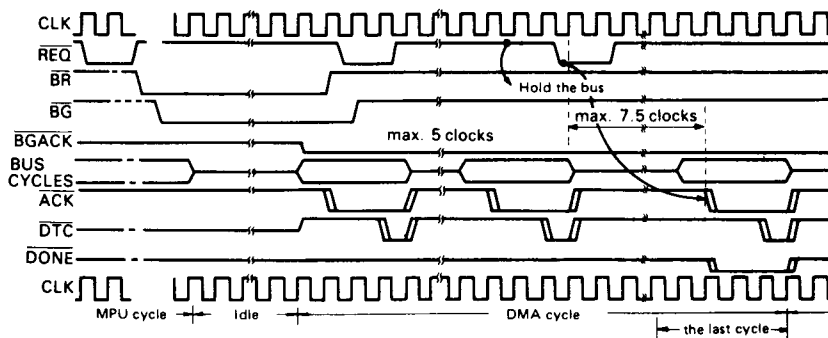 CLK
REQ
BR
Hold the bus
BG
max. 7.5 clocks
BGACK
max. 5 clocks
BUS
CYCLES
ACK
DTC
DONE
CLK
MPU cycle
Idle
DMA cycle
the last cycle